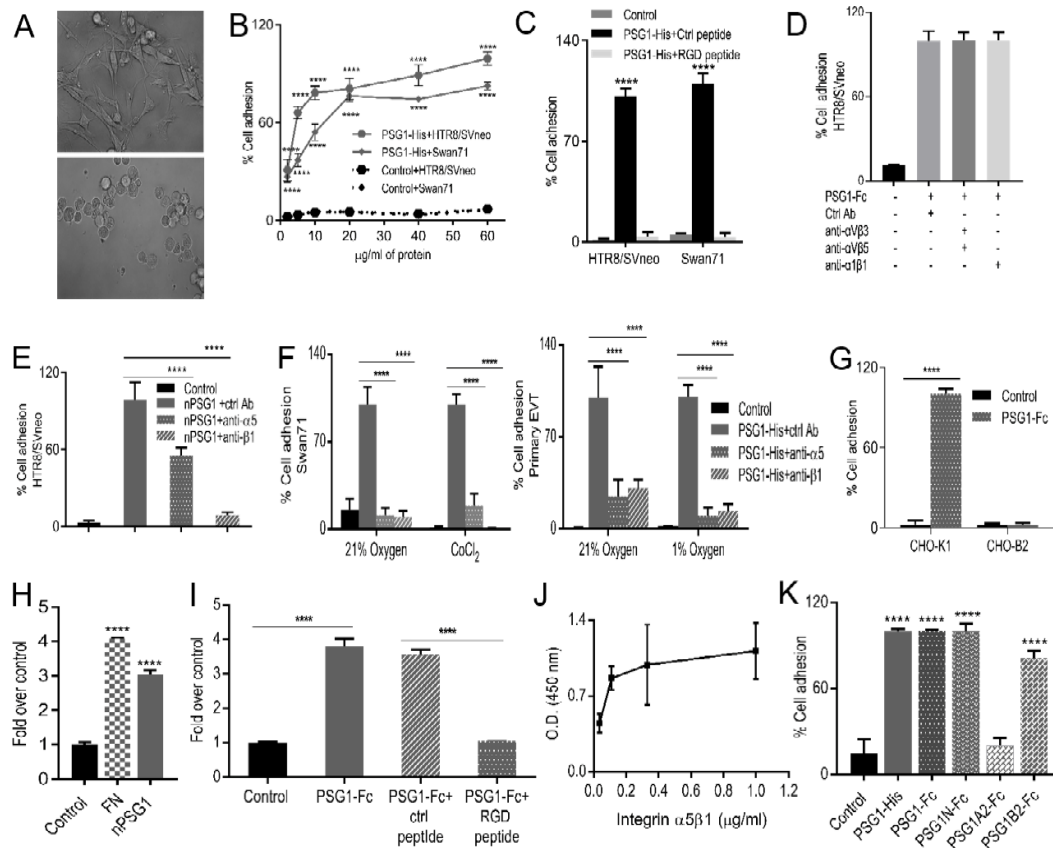 A
B
% Cell adhesion
120
60
0
****
****
****
****
****
****
****
****
****
****
****
****
PSG1-His+HTR8/SVneo
PSG1-His+Swan71
Control+HTR8/SVneo
Control+Swan71
0 10 20 30 40 50 60
µg/ml of protein
C
Control
PSG1-His+Ctrl peptide
PSG1-His+RGD peptide
% Cell adhesion
140
70
0
****
****
HTR8/SVneo Swan71
D
% Cell adhesion
HTR8/SVneo
120
60
0
PSG1-Fc - + + +
Ctrl Ab - + - -
anti-αVβ3 - - + -
anti-αVβ5 - - + -
anti-α1β1 - - - +
E
% Cell adhesion
HTR8/SVneo
140
70
0
****
****
Control
nPSG1 +ctrl Ab
nPSG1+anti-α5
nPSG1+anti-β1
F
% Cell adhesion
Swan71
140
70
0
****
****
****
****
21% Oxygen CoCl2
% Cell adhesion
Primary EVT
120
60
0
****
****
****
****
Control
PSG1-His+ctrl Ab
PSG1-His+anti-α5
PSG1-His+anti-β1
21% Oxygen 1% Oxygen
G
% Cell adhesion
120
60
0
****
Control
PSG1-Fc
CHO-K1 CHO-B2
H
Fold over control
5
4
3
2
1
0
****
****
Control
FN
nPSG1
I
Fold over control
5
4
3
2
1
0
****
****
Control PSG1-Fc PSG1-Fc+ PSG1-Fc+
ctrl RGD
peptide peptide
J
O.D. (450 nm)
1.4
0.7
0.0
0.0 0.2 0.4 0.6 0.8 1.0 1.2
Integrin α5β1 (µg/ml)
K
% Cell adhesion
120
60
0
****
****
****
****
Control
PSG1-His
PSG1-Fc
PSG1N-Fc
PSG1A2-Fc
PSG1B2-Fc